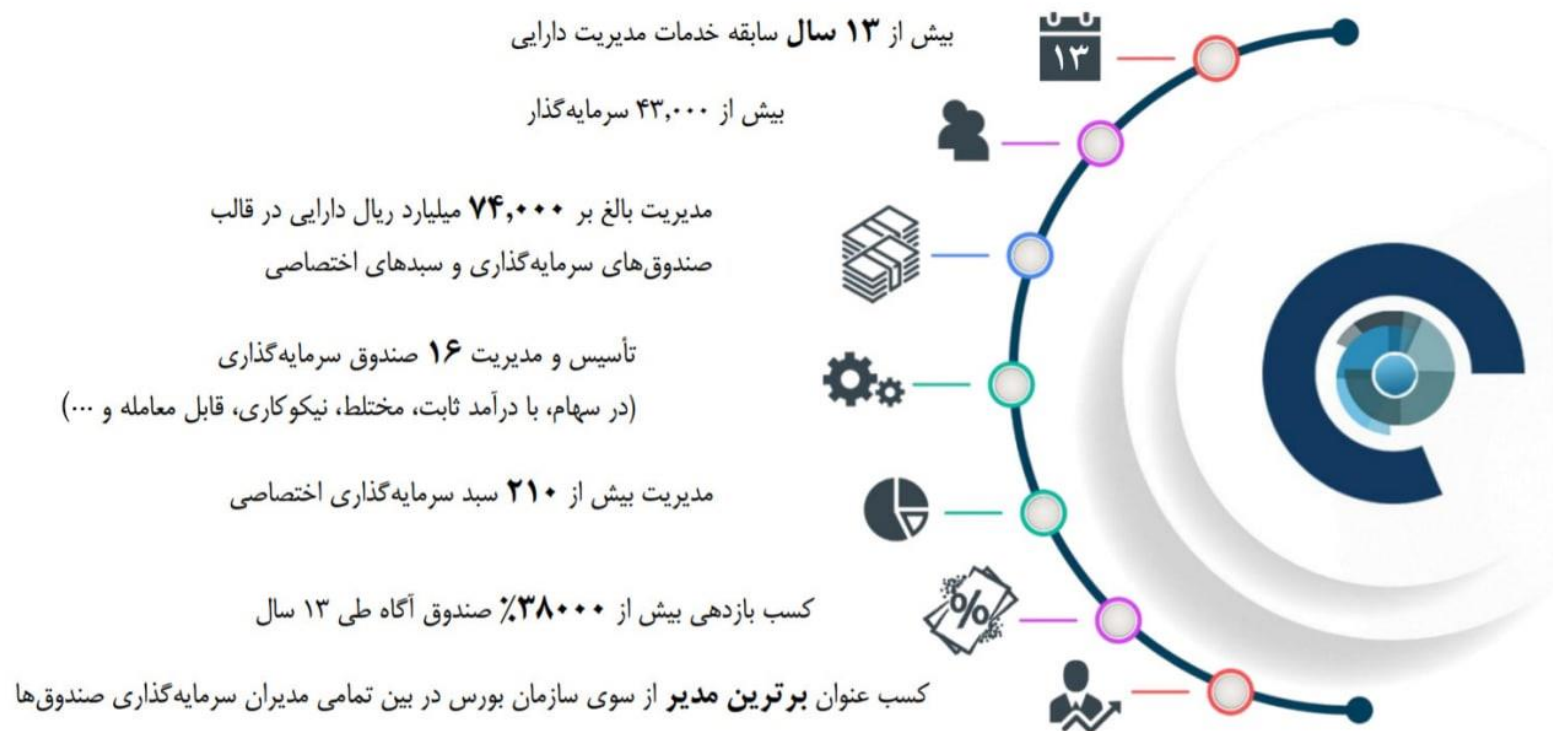 بیش از ۱۳ سال سابقه خدمات مدیریت دارایی
۱۳
بیش از ۴۳,۰۰۰ سرمایه‌گذار
مدیریت بالغ بر ۷۴,۰۰۰ میلیارد ریال دارایی در قالب
صندوق‌های سرمایه‌گذاری و سبدهای اختصاصی
تأسیس و مدیریت ۱۶ صندوق سرمایه‌گذاری
(در سهام، با درآمد ثابت، مختلط، نیکوکاری، قابل معامله و ...)
مدیریت بیش از ۲۱۰ سبد سرمایه‌گذاری اختصاصی
کسب بازدهی بیش از ۳۸۰۰۰٪ صندوق آگاه طی ۱۳ سال
%
کسب عنوان برترین مدیر از سوی سازمان بورس در بین تمامی مدیران سرمایه‌گذاری صندوق‌ها